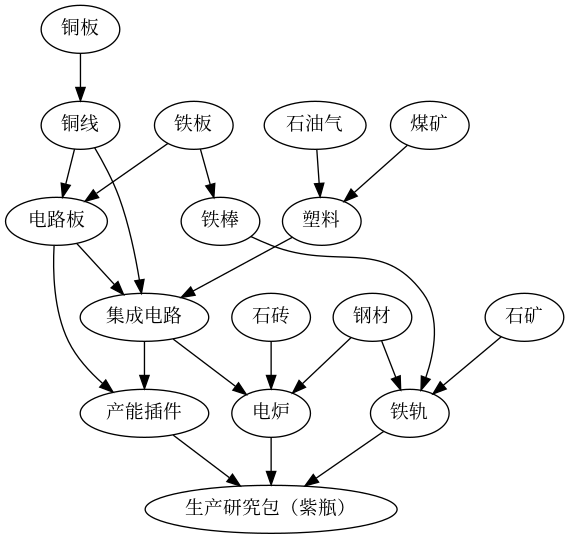 铜板
铜线
铁板
石油气
煤矿
电路板
铁棒
塑料
集成电路
石砖
钢材
石矿
产能插件
电炉
铁轨
生产研究包（紫瓶）